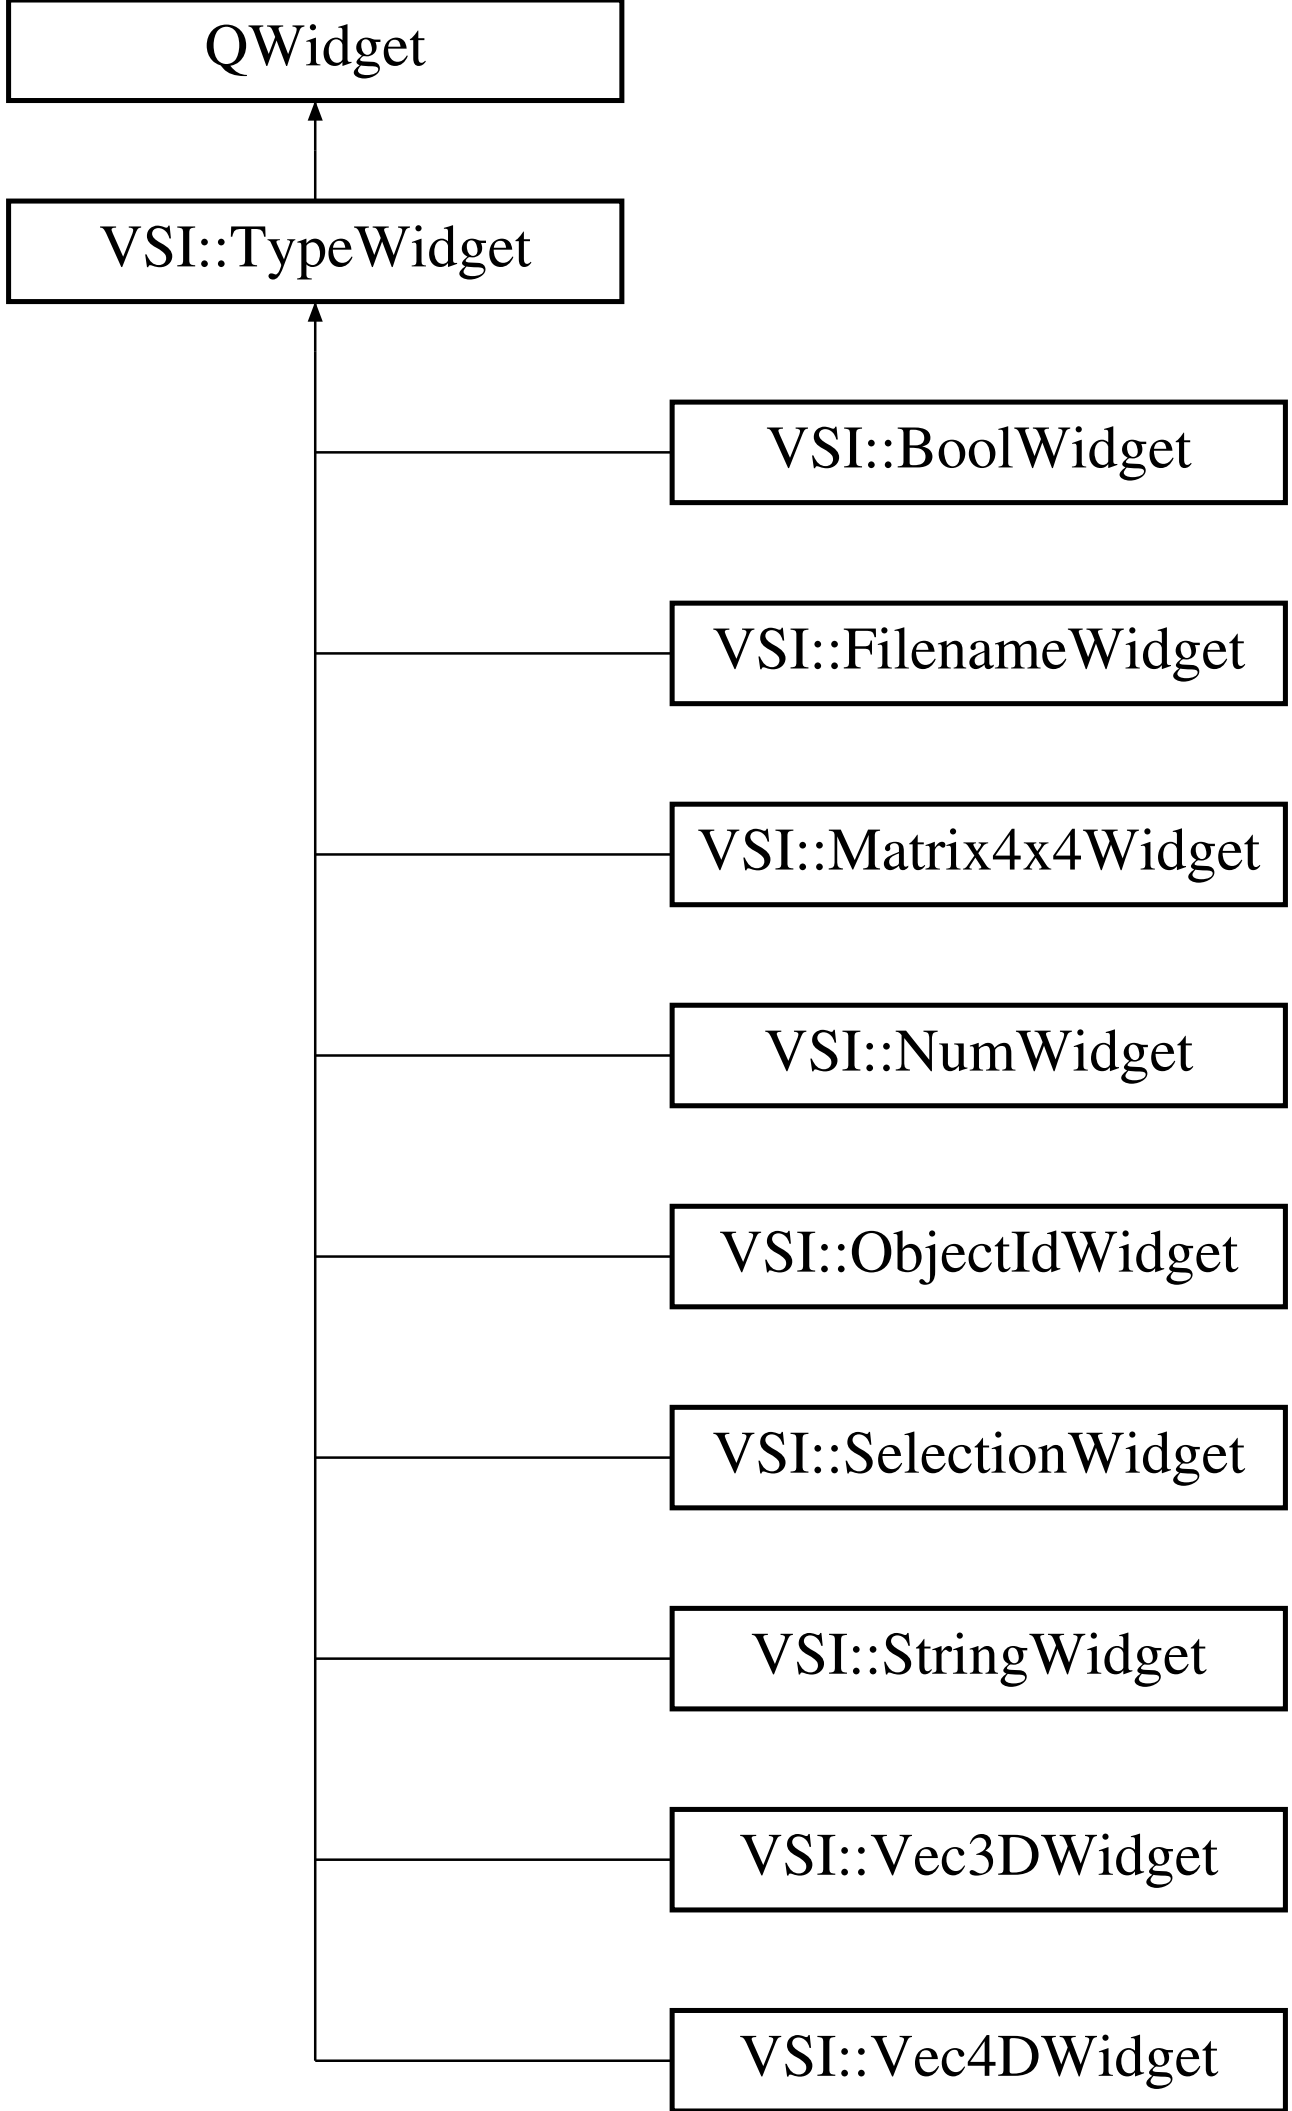 QWidget
VSI::TypeWidget
VSI::BoolWidget
VSI::FilenameWidget
VSI::Matrix4x4Widget
VSI::NumWidget
VSI::ObjectIdWidget
VSI::SelectionWidget
VSI::StringWidget
VSI::Vec3DWidget
VSI::Vec4DWidget